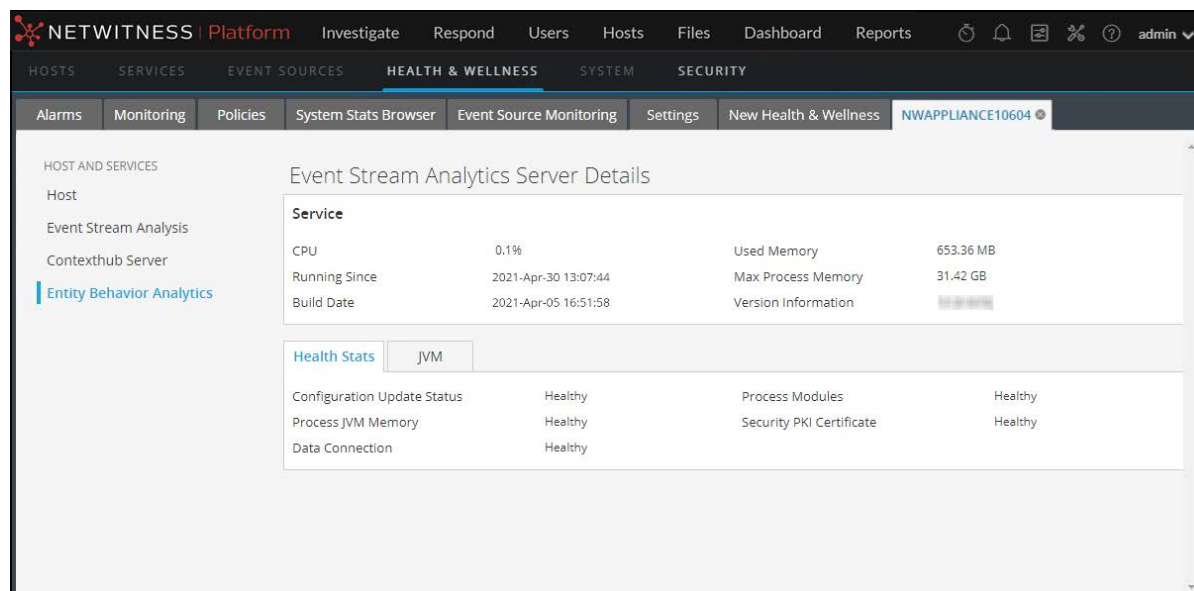 NETWITNESS | Platform Investigate Respond Users Hosts Files Dashboard Reports admin
HOSTS SERVICES EVENT SOURCES HEALTH & WELLNESS SYSTEM SECURITY
Alarms Monitoring Policies System Stats Browser Event Source Monitoring Settings New Health & Wellness NWAPPLIANCE10604
HOST AND SERVICES
Host
Event Stream Analysis
Contexthub Server
Entity Behavior Analytics
Event Stream Analytics Server Details
Service
CPU 0.1% Used Memory 653.36 MB
Running Since 2021-Apr-30 13:07:44 Max Process Memory 31.42 GB
Build Date 2021-Apr-05 16:51:58 Version Information
Health Stats JVM
Configuration Update Status Healthy Process Modules Healthy
Process JVM Memory Healthy Security PKI Certificate Healthy
Data Connection Healthy